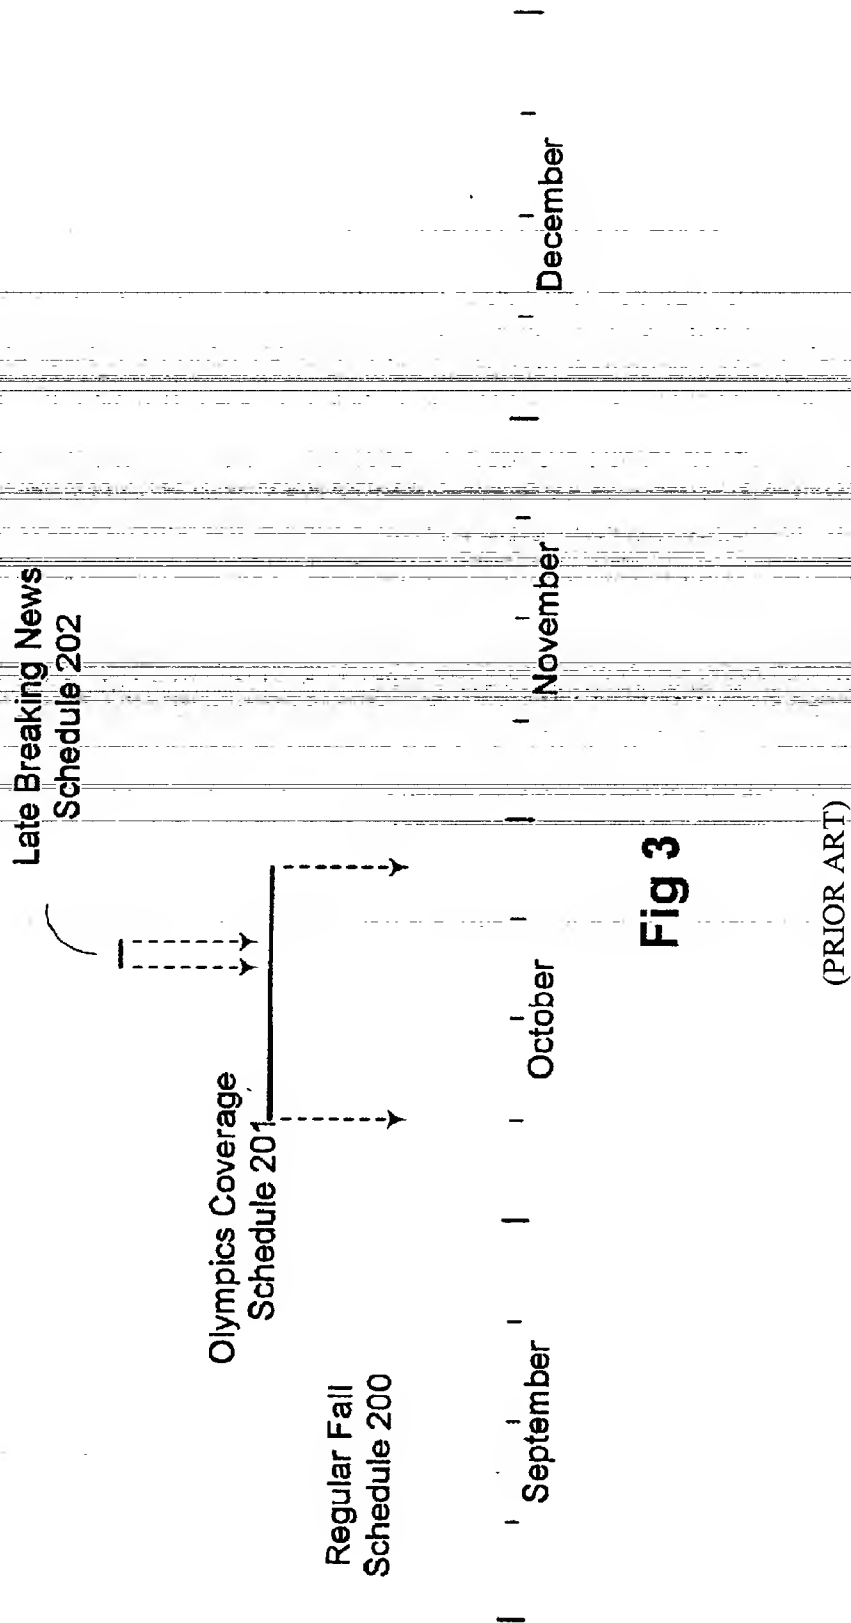 Late Breaking News
Schedule 202
Olympics Coverage
Schedule 201
Regular Fall
Schedule 200
September
October
November
December
Fig 3
(PRIOR ART)